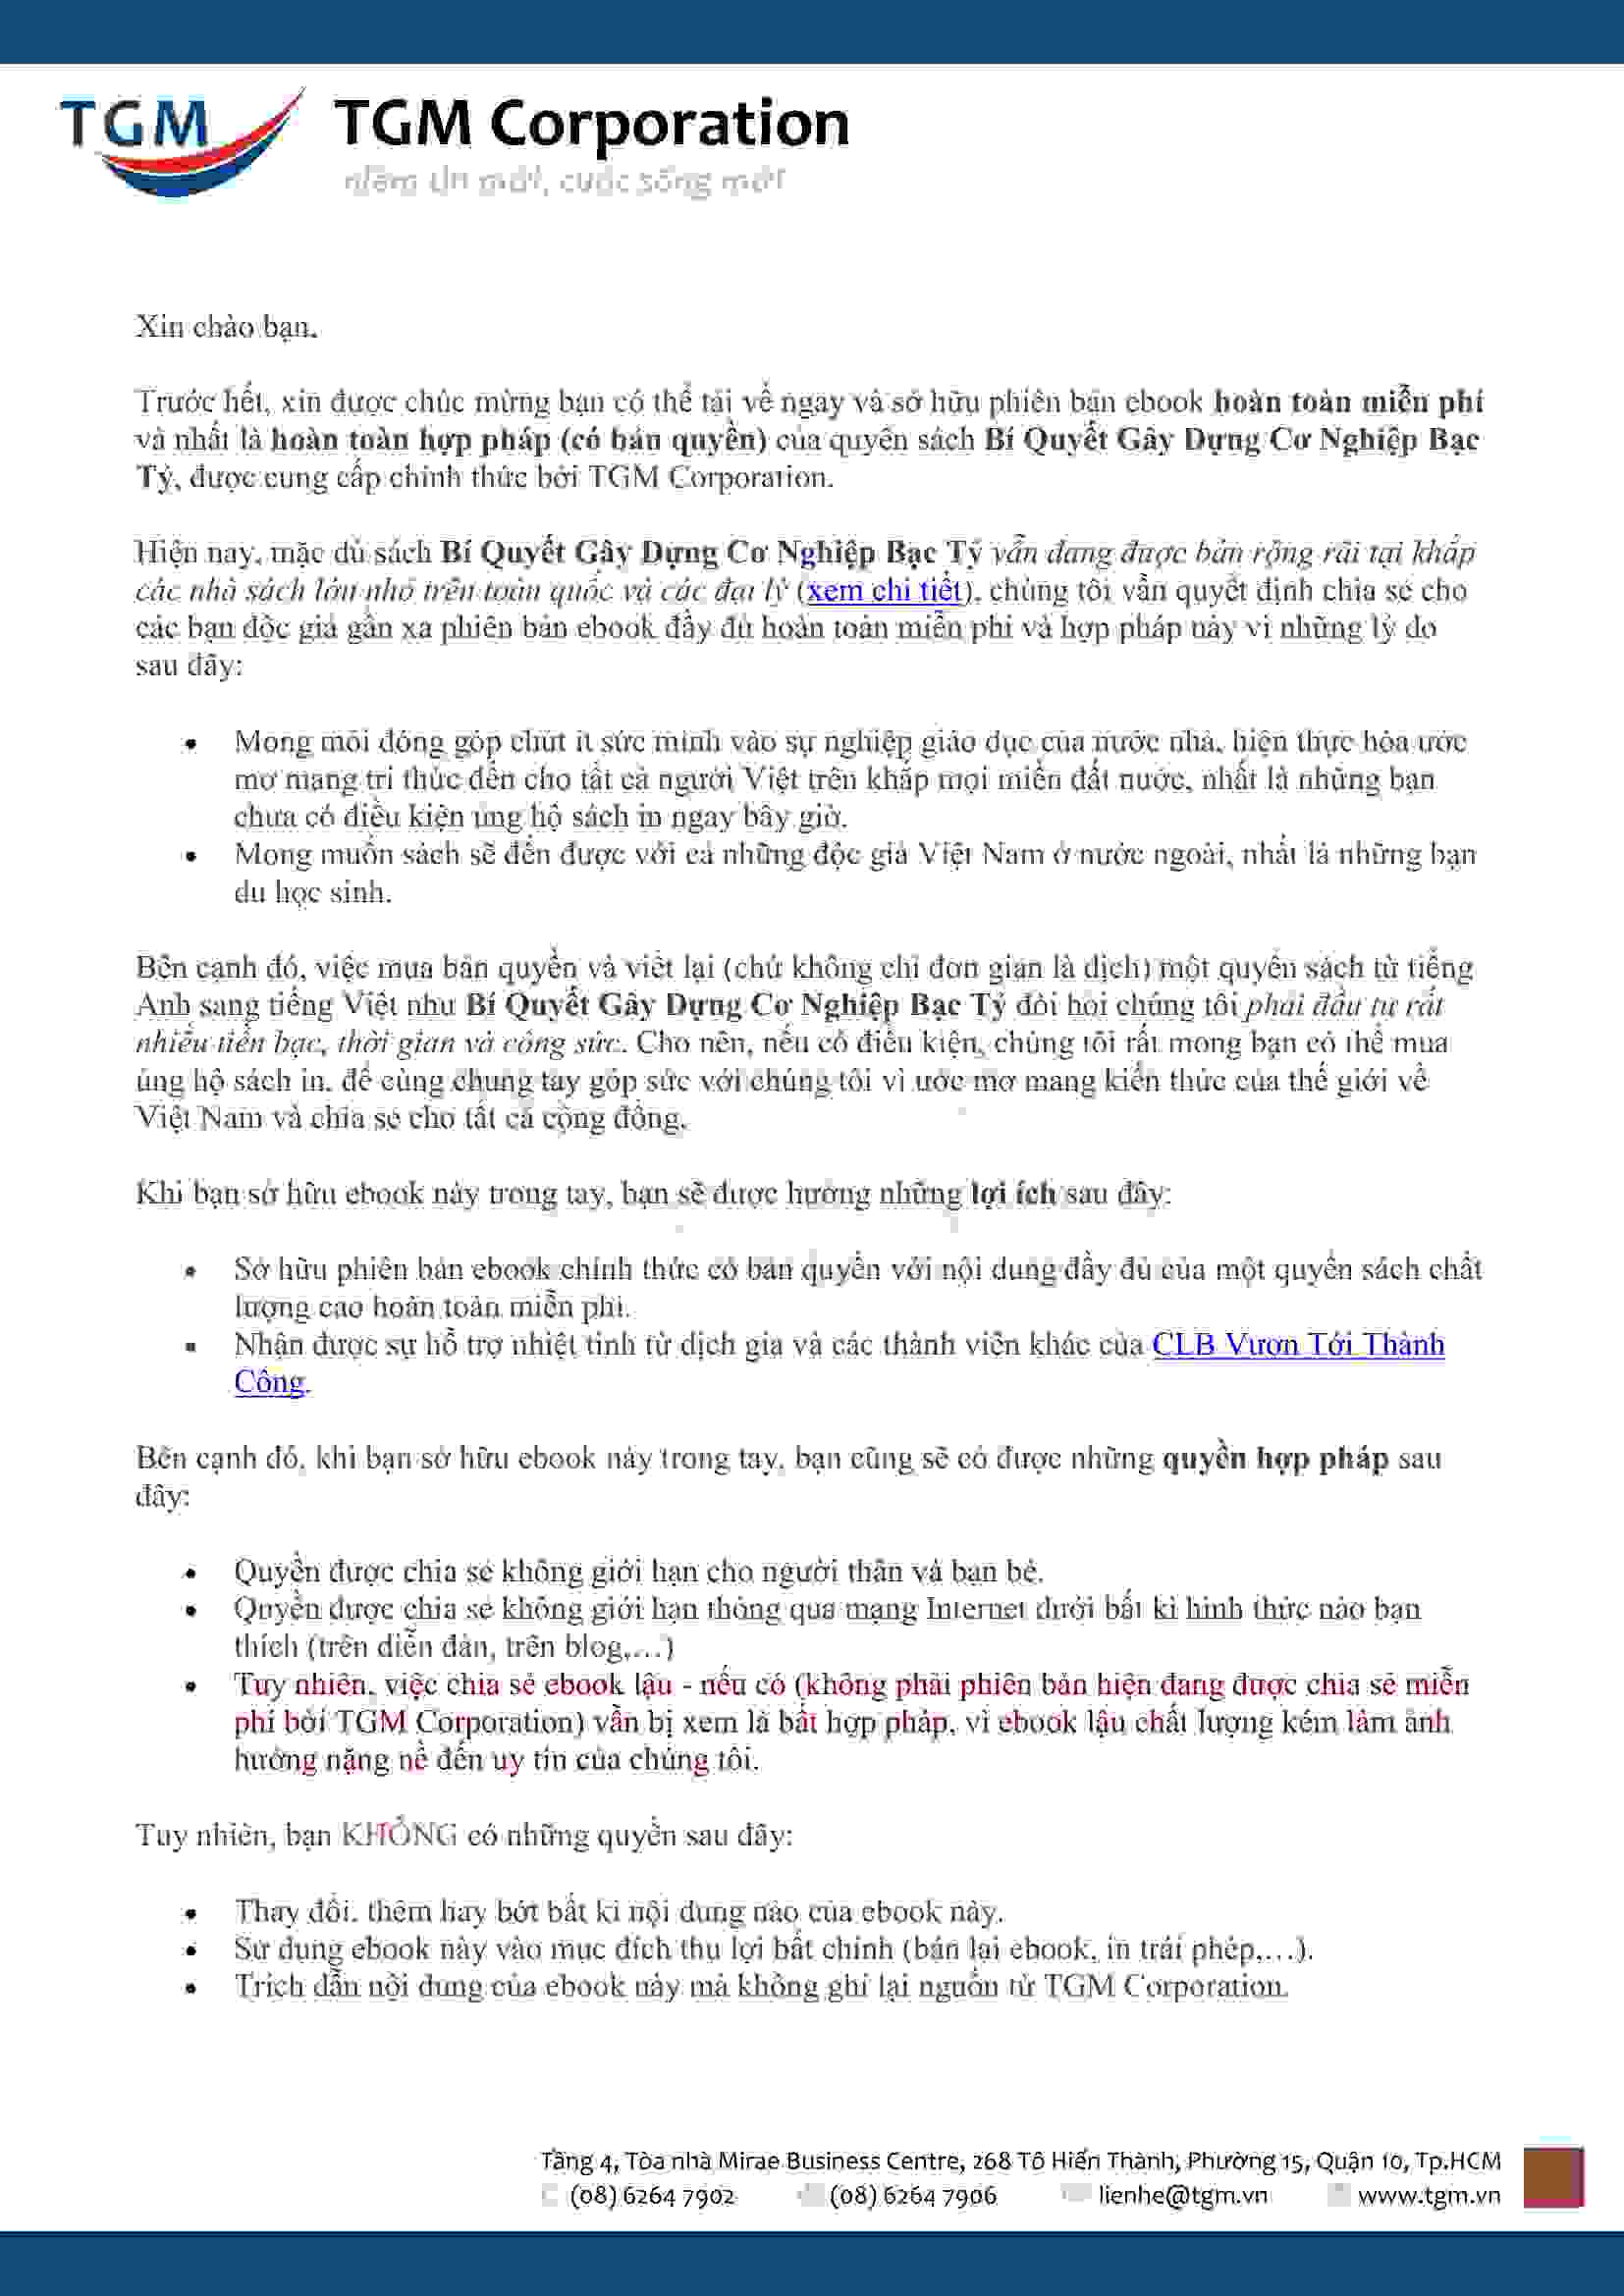 TGM
TGM Corporation
niềm tin mới, cuộc sống mới
Xin chào bạn,
Trước hết, xin được chúc mừng bạn có thể tải về ngay và sở hữu phiên bản ebook hoàn toàn miễn phí
và nhất là hoàn toàn hợp pháp (có bản quyền) của quyển sách Bí Quyết Gây Dựng Cơ Nghiệp Bạc
Tỷ, được cung cấp chính thức bởi TGM Corporation.
Hiện nay, mặc dù sách Bí Quyết Gây Dựng Cơ Nghiệp Bạc Tỷ vẫn đang được bán rộng rãi tại khắp
các nhà sách lớn nhỏ trên toàn quốc và các đại lý (xem chi tiết), chúng tôi vẫn quyết định chia sẻ cho
các bạn độc giả gần xa phiên bản ebook đầy đủ hoàn toàn miễn phí và hợp pháp này vì những lý do
sau đây:
• Mong mỏi đóng góp chút ít sức mình vào sự nghiệp giáo dục của nước nhà, hiện thực hóa ước
mơ mang tri thức đến cho tất cả người Việt trên khắp mọi miền đất nước, nhất là những bạn
chưa có điều kiện ủng hộ sách in ngay bây giờ.
• Mong muốn sách sẽ đến được với cả những độc giả Việt Nam ở nước ngoài, nhất là những bạn
du học sinh.
Bên cạnh đó, việc mua bản quyền và viết lại (chứ không chỉ đơn giản là dịch) một quyển sách từ tiếng
Anh sang tiếng Việt như Bí Quyết Gây Dựng Cơ Nghiệp Bạc Tỷ đòi hỏi chúng tôi phải đầu tư rất
nhiều tiền bạc, thời gian và công sức. Cho nên, nếu có điều kiện, chúng tôi rất mong bạn có thể mua
ủng hộ sách in, để cùng chung tay góp sức với chúng tôi vì ước mơ mang kiến thức của thế giới về
Việt Nam và chia sẻ cho tất cả cộng đồng.
Khi bạn sở hữu ebook này trong tay, bạn sẽ được hưởng những lợi ích sau đây:
• Sở hữu phiên bản ebook chính thức có bản quyền với nội dung đầy đủ của một quyển sách chất
lượng cao hoàn toàn miễn phí.
• Nhận được sự hỗ trợ nhiệt tình từ dịch giả và các thành viên khác của CLB Vươn Tới Thành
Công.
Bên cạnh đó, khi bạn sở hữu ebook này trong tay, bạn cũng sẽ có được những quyền hợp pháp sau
đây:
• Quyền được chia sẻ không giới hạn cho người thân và bạn bè.
• Quyền được chia sẻ không giới hạn thông qua mạng Internet dưới bất kì hình thức nào bạn
thích (trên diễn đàn, trên blog,…)
• Tuy nhiên, việc chia sẻ ebook lậu - nếu có (không phải phiên bản hiện đang được chia sẻ miễn
phí bởi TGM Corporation) vẫn bị xem là bất hợp pháp, vì ebook lậu chất lượng kém làm ảnh
hưởng nặng nề đến uy tín của chúng tôi.
Tuy nhiên, bạn KHÔNG có những quyền sau đây:
• Thay đổi, thêm hay bớt bất kì nội dung nào của ebook này.
• Sử dụng ebook này vào mục đích thu lợi bất chính (bán lại ebook, in trái phép,…).
• Trích dẫn nội dung của ebook này mà không ghi lại nguồn từ TGM Corporation.
Tầng 4, Tòa nhà Mirae Business Centre, 268 Tô Hiến Thành, Phường 15, Quận 10, Tp.HCM
(08) 6264 7902 (08) 6264 7906 lienhe@tgm.vn www.tgm.vn